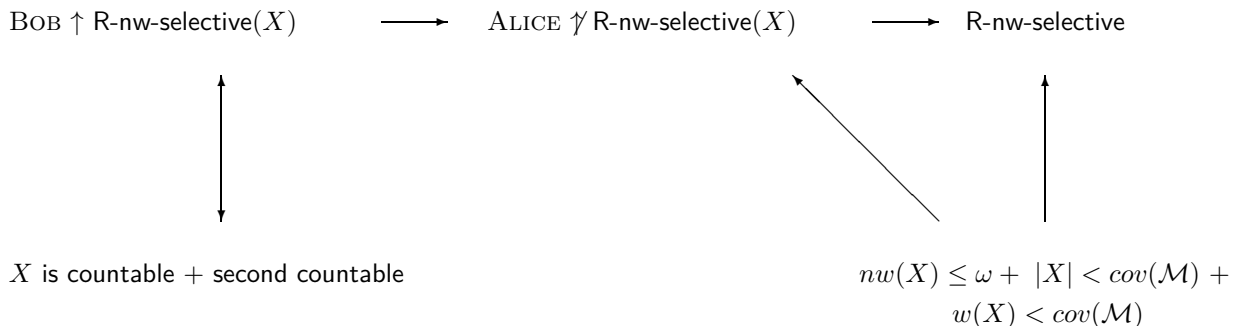 BOB ↑ R-nw-selective(X) ALICE ↑̸ R-nw-selective(X) R-nw-selective
X is countable + second countable nw(X) ≤ ω + |X| < cov(ℳ) +
w(X) < cov(ℳ)